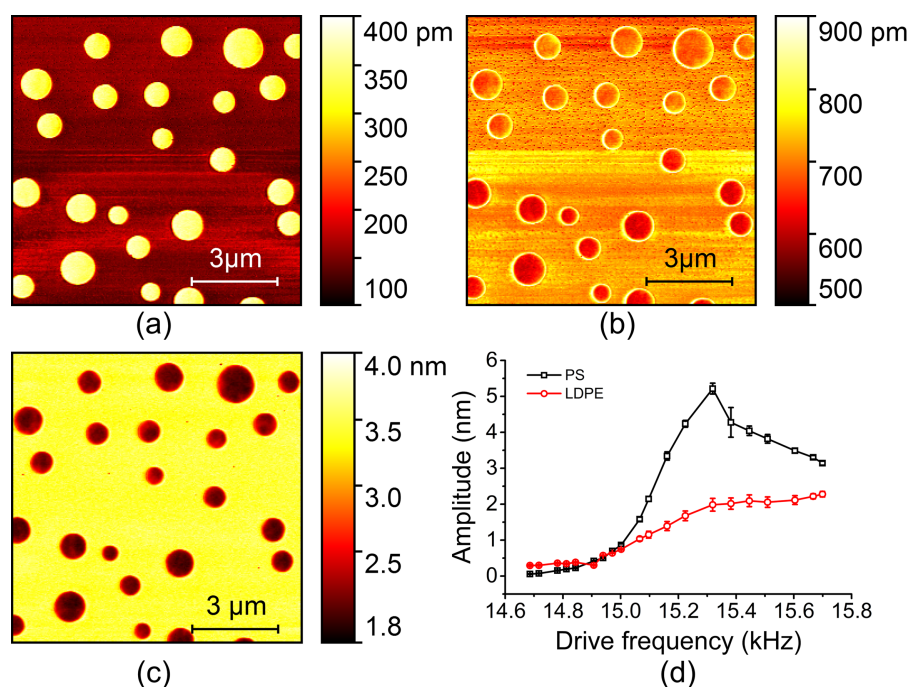 400 pm
350
300
250
200
150
100
3μm
(a)
900 pm
800
700
600
500
3μm
(b)
4.0 nm
3.5
3.0
2.5
1.8
3 μm
(c)
6
5
4
3
2
1
0
PS
LDPE
Amplitude (nm)
14.6 14.8 15.0 15.2 15.4 15.6 15.8
Drive frequency (kHz)
(d)